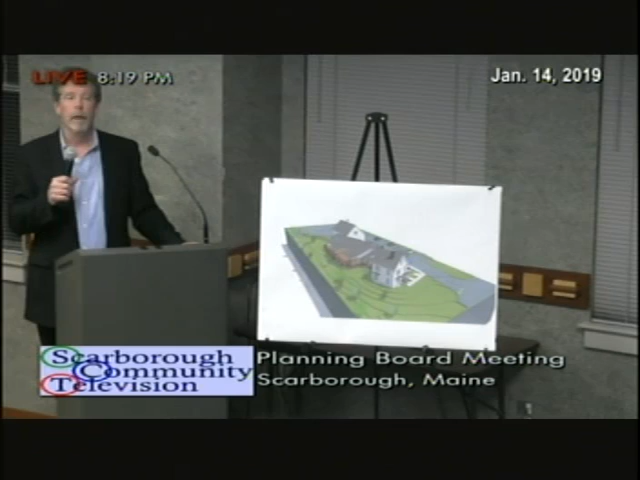 LIVE 8:19 PM
Jan. 14, 2019
Scarborough
Community
Television
Planning Board Meeting
Scarborough, Maine